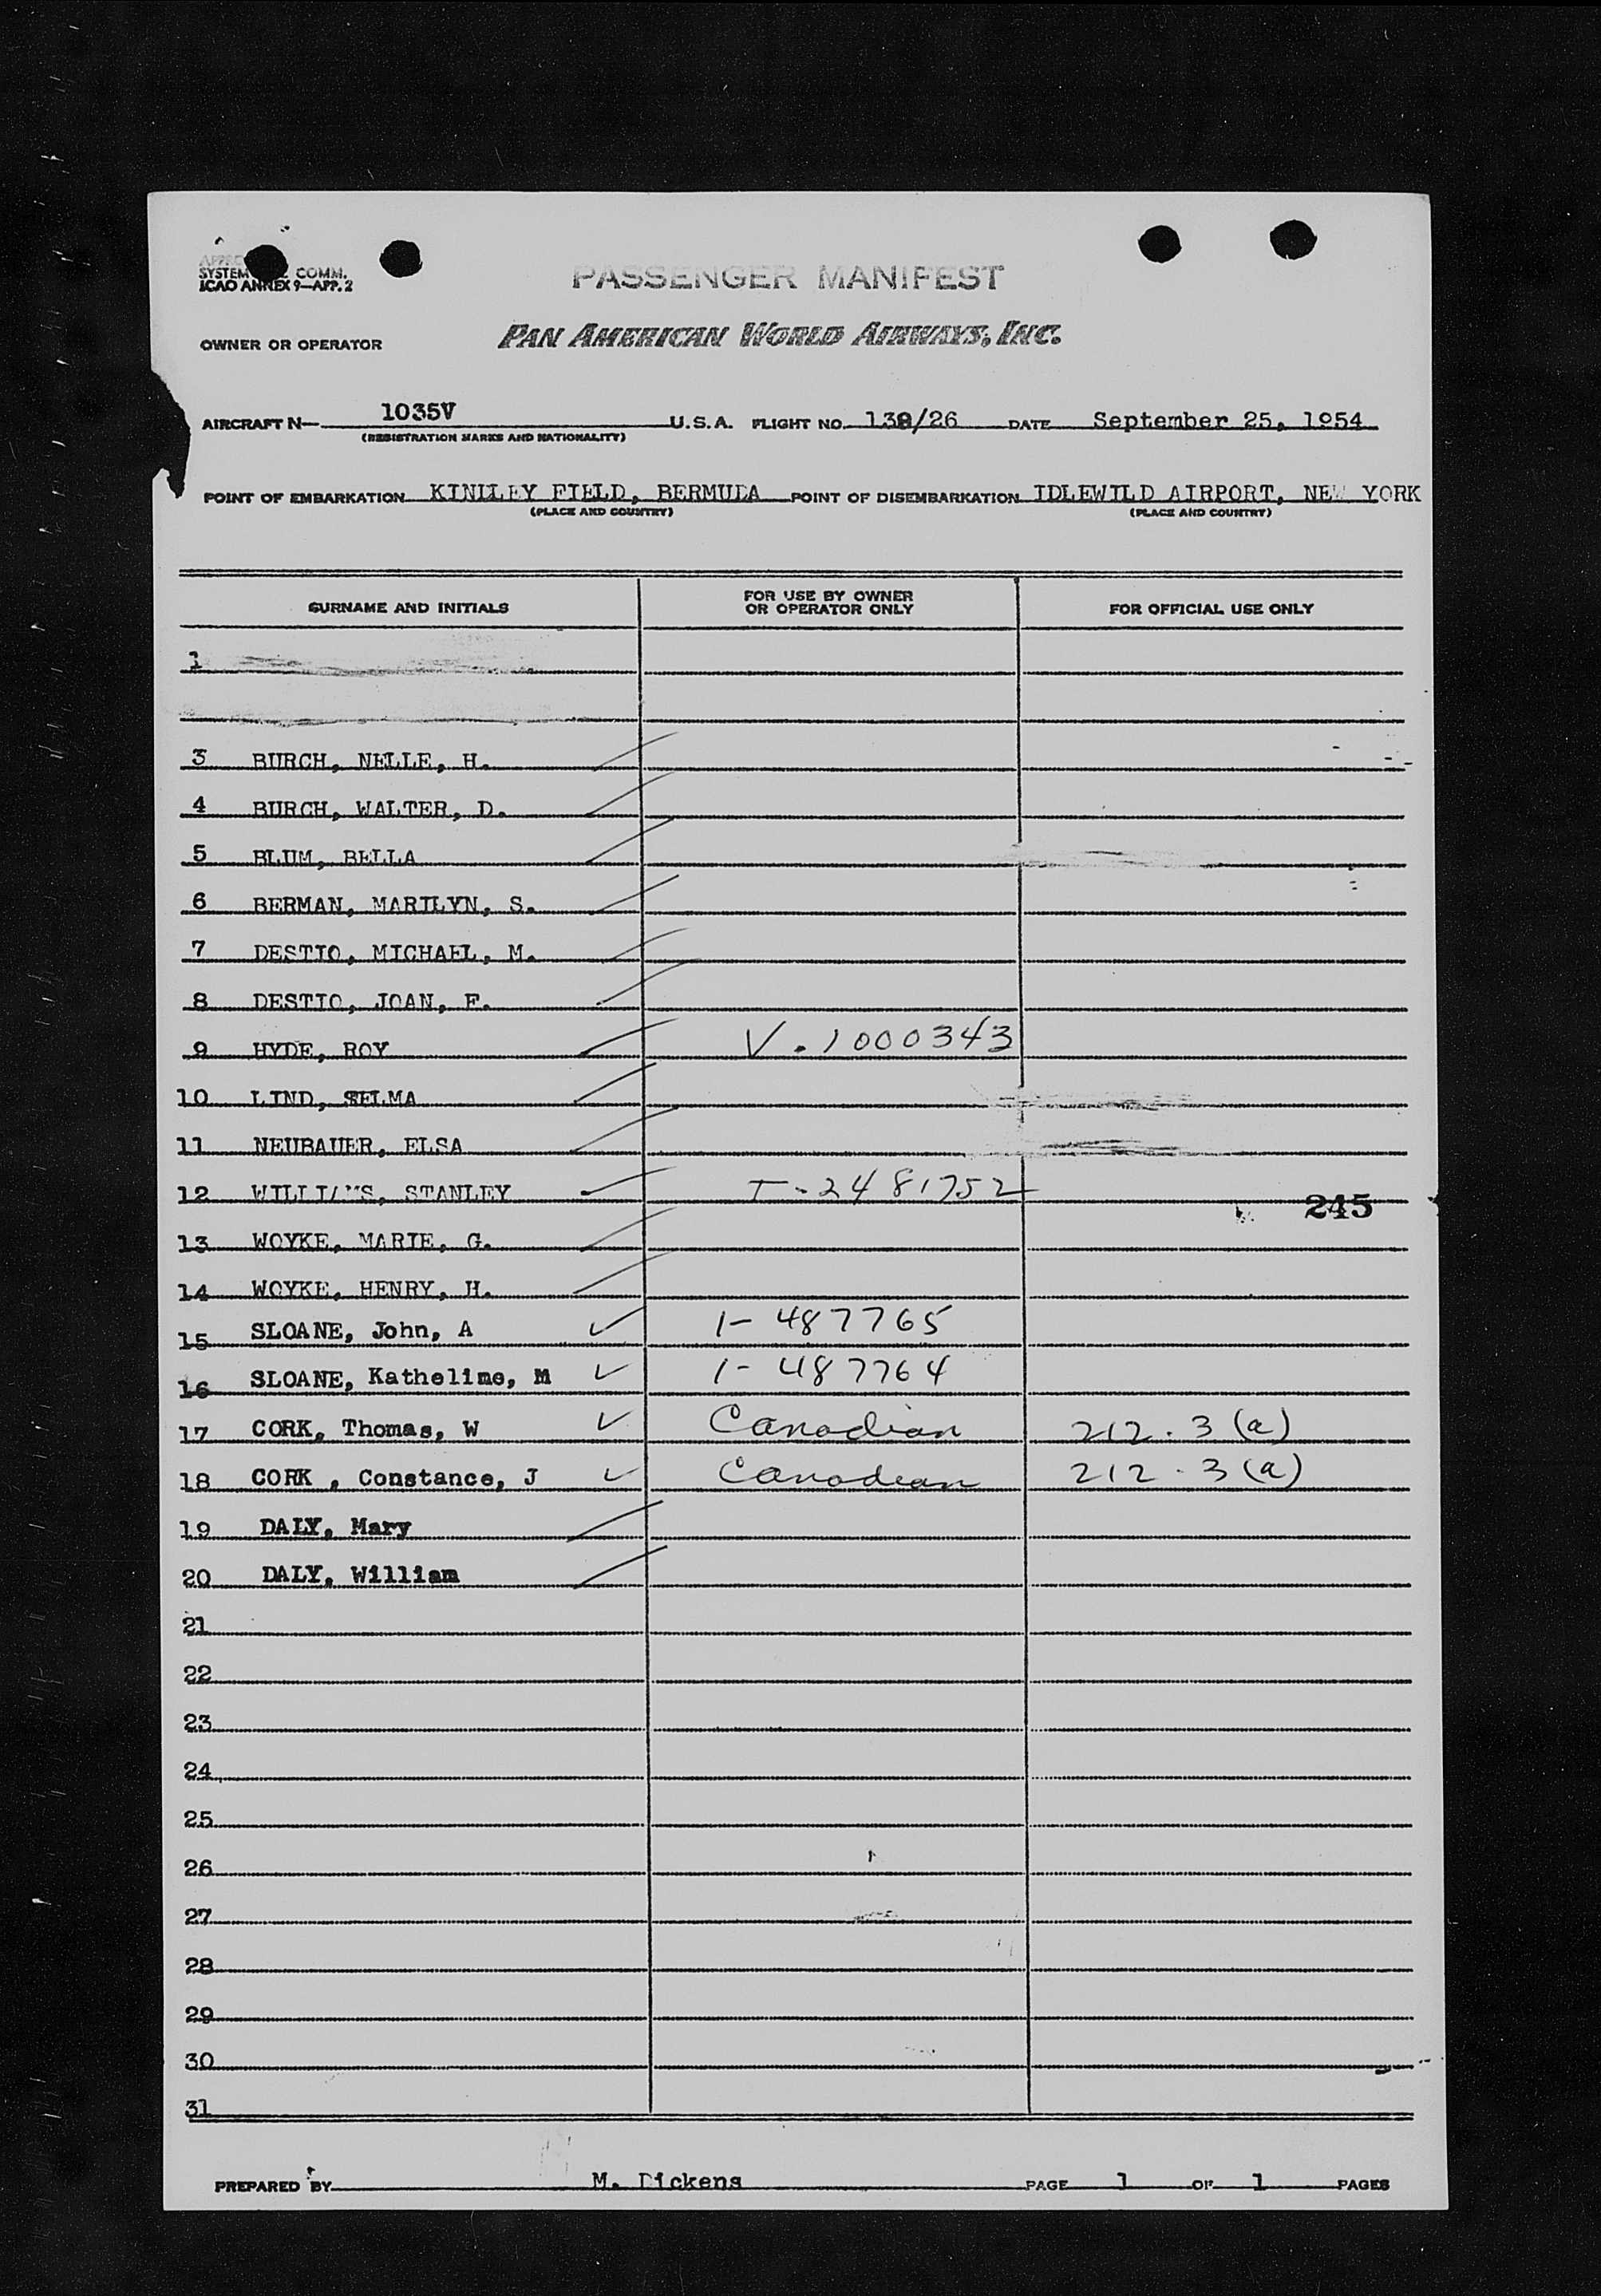 SYSTEM COMM.
ICAO ANNEX 9—APP. 2
PASSENGER MANIFEST
OWNER OR OPERATOR PAN AMERICAN WORLD AIRWAYS, INC.
AIRCRAFT N— 1035V U.S.A. FLIGHT NO. 138/26 DATE September 25, 1954
(REGISTRATION MARKS AND NATIONALITY)
POINT OF EMBARKATION KINDLEY FIELD, BERMUDA POINT OF DISEMBARKATION IDLEWILD AIRPORT, NEW YORK
(PLACE AND COUNTRY) (PLACE AND COUNTRY)
SURNAME AND INITIALS FOR USE BY OWNER OR OPERATOR ONLY FOR OFFICIAL USE ONLY
1
3 BURCH, NELLE, H.
4 BURCH, WALTER, D.
5 BLUM, BELLA
6 BERMAN, MARILYN, S.
7 DESTIO, MICHAEL, M.
8 DESTIO, JOAN, F.
9 HYDE, ROY V.1000343
10 LIND, SELMA
11 NEUBAUER, ELSA
12 WILLIAMS, STANLEY T-2481752
245
13 WOYKE, MARIE, G.
14 WOYKE, HENRY, H.
15 SLOANE, John, A 1-487765
16 SLOANE, Katheline, M 1-487764
17 CORK, Thomas, W Canadian 212.3(a)
18 CORK , Constance, J Canadian 212.3(a)
19 DALY, Mary
20 DALY, William
21
22
23
24
25
26
27
28
29
30
31
PREPARED BY M. Dickens PAGE 1 OF 1 PAGES